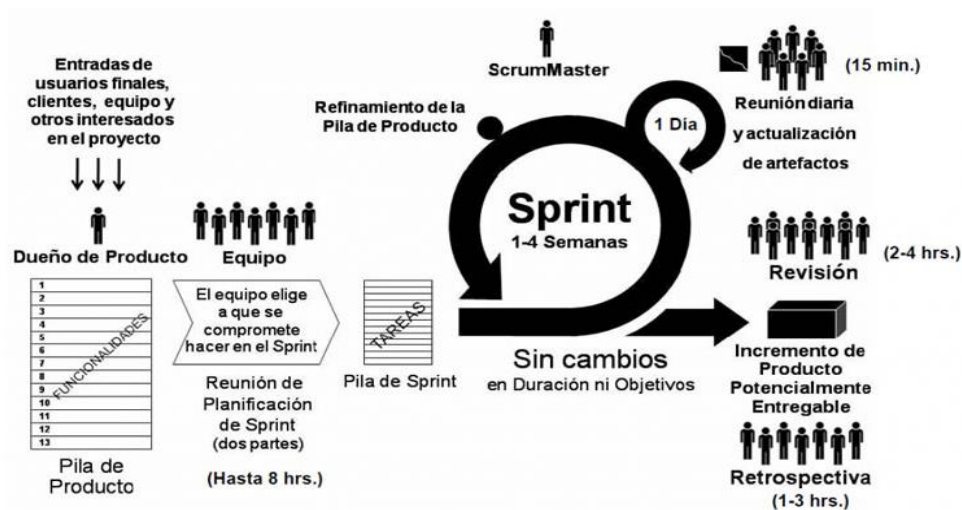 Entradas de
usuarios finales,
clientes, equipo y
otros interesados
en el proyecto
Dueño de Producto
1
2
3
4
5
6
7
8
9
10
11
12
13
FUNCIONALIDADES
Pila de
Producto
Equipo
El equipo elige
a que se
compromete
hacer en el Sprint
Reunión de
Planificación
de Sprint
(dos partes)
(Hasta 8 hrs.)
TAREAS
Pila de Sprint
Refinamiento de la
Pila de Producto
ScrumMaster
Sprint
1-4 Semanas
Sin cambios
en Duración ni Objetivos
1 Día
(15 min.)
Reunión diaria
y actualización
de artefactos
(2-4 hrs.)
Revisión
Incremento de
Producto
Potencialmente
Entregable
Retrospectiva
(1-3 hrs.)